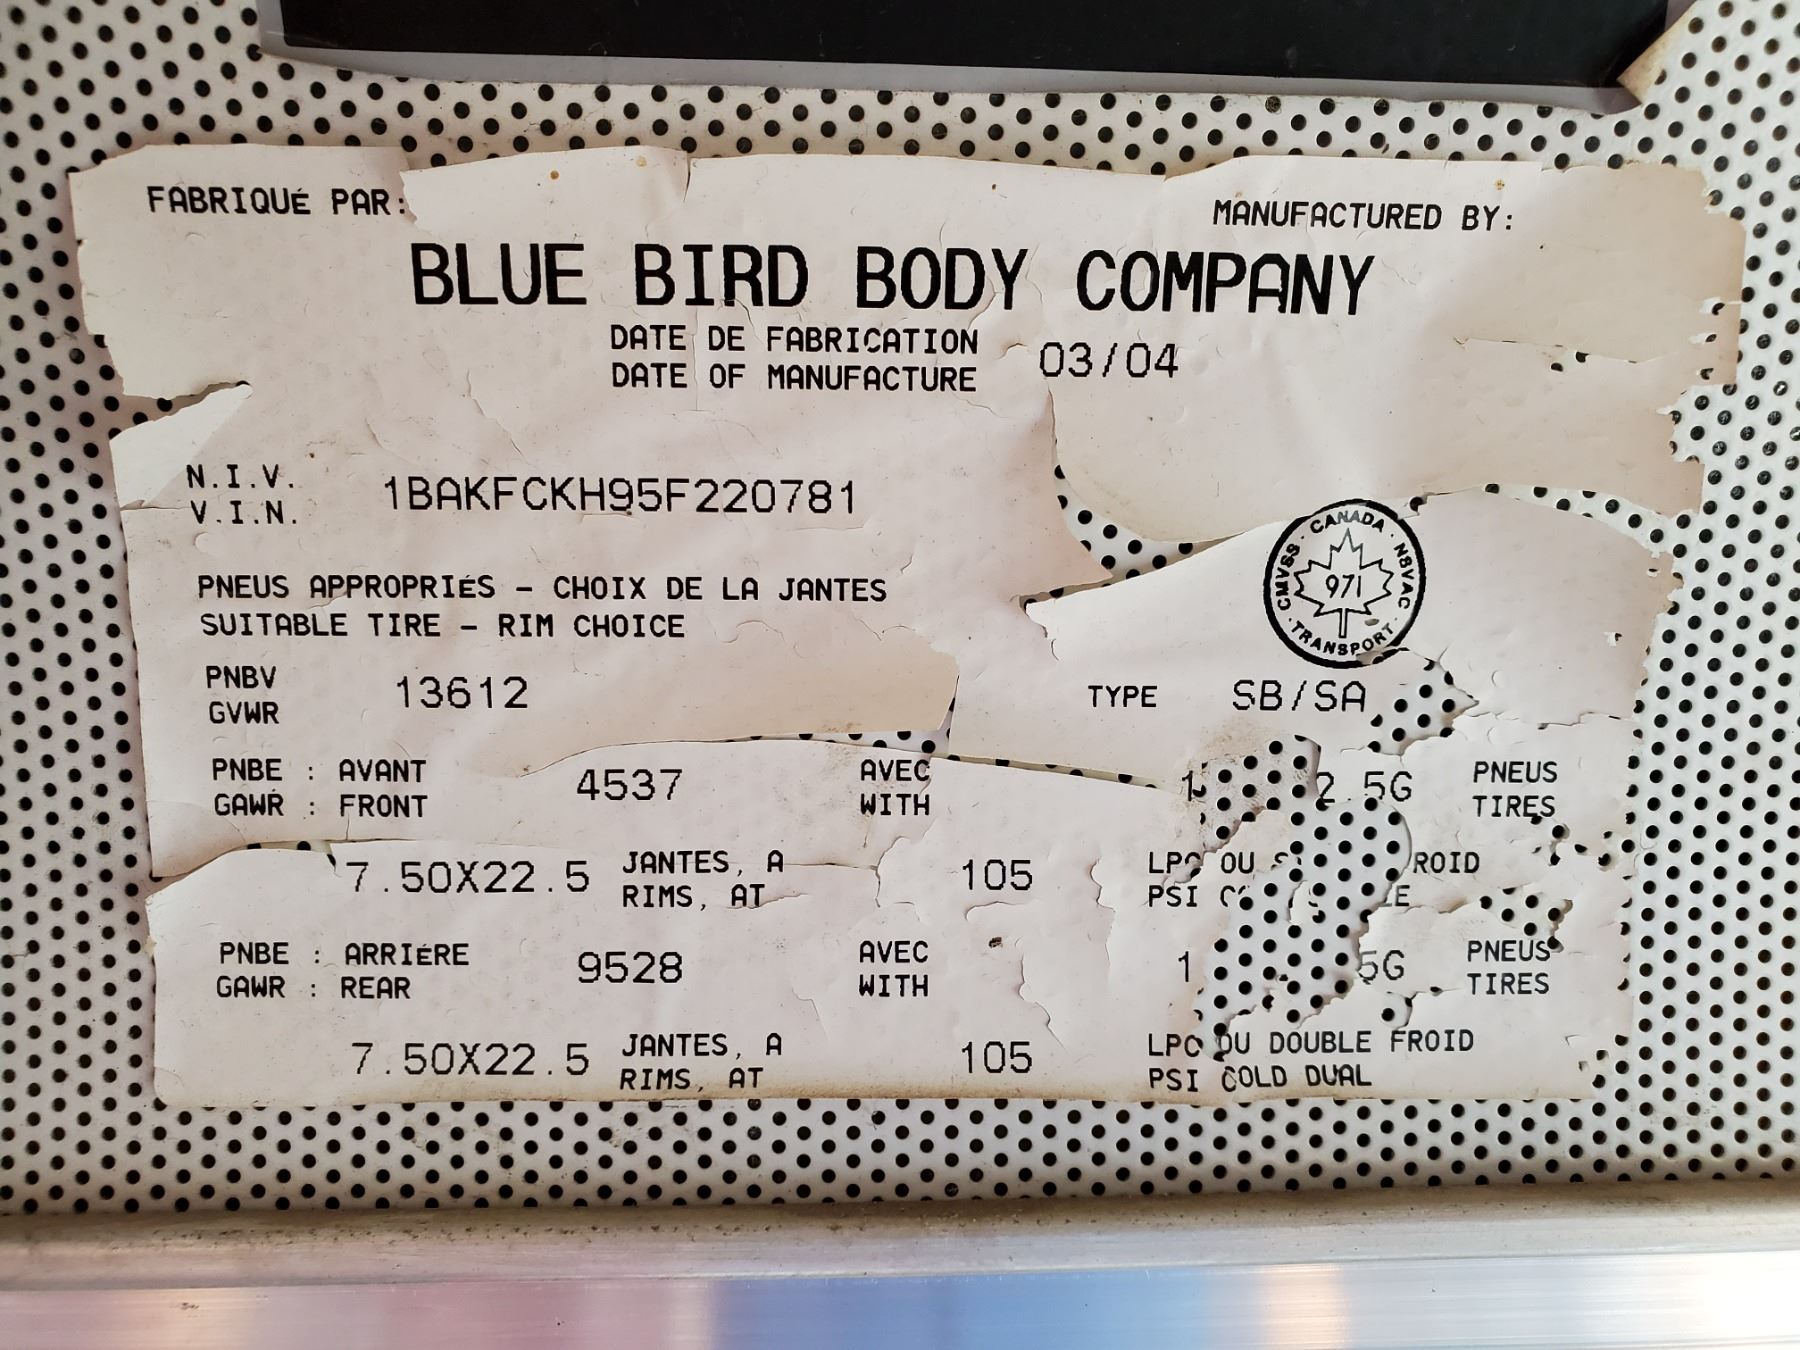 FABRIQUÉ PAR:
MANUFACTURED BY:
BLUE BIRD BODY COMPANY
DATE DE FABRICATION
DATE OF MANUFACTURE
03/04
N.I.V.
V.I.N.
1BAKFCKH95F220781
CANADA · NSVAC · TRANSPORT · CMVSS ·
971
PNEUS APPROPRIÉS – CHOIX DE LA JANTES
SUITABLE TIRE – RIM CHOICE
PNBV
GVWR
13612
TYPE SB/SA
PNBE : AVANT
GAWR : FRONT
4537
AVEC
WITH
PNEUS
TIRES
7.50X22.5
JANTES, A
RIMS, AT
105
LPC OU
PSI
PNBE : ARRIÉRE
GAWR : REAR
9528
AVEC
WITH
PNEUS
TIRES
7.50X22.5
JANTES, A
RIMS, AT
105
LPC OU DOUBLE FROID
PSI COLD DUAL